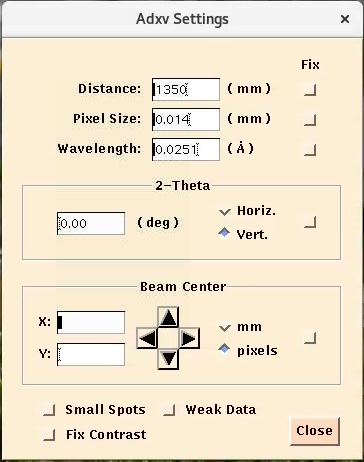 Adxv Settings ×
Fix
Distance: 1350 (mm)
Pixel Size: 0.014 (mm)
Wavelength: 0.0251 (Å)
2-Theta
0.00 (deg) Horiz.
Vert.
Beam Center
X: mm
Y: pixels
Small Spots Weak Data
Fix Contrast Close